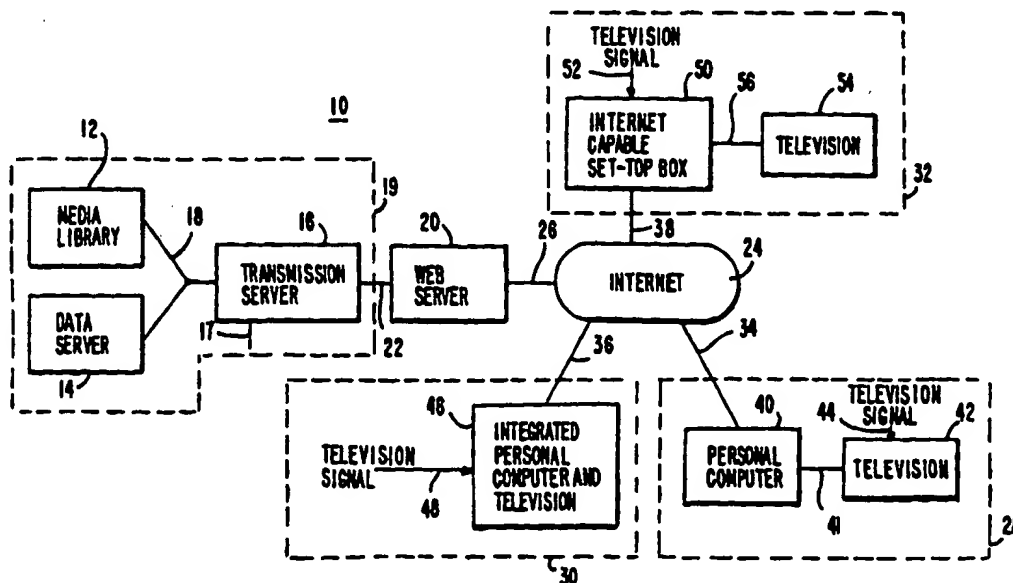 10
12
MEDIA
LIBRARY
18
DATA
SERVER
14
16
TRANSMISSION
SERVER
17
19
22
20
WEB
SERVER
26
INTERNET
24
38
36
34
TELEVISION
SIGNAL
52
50
INTERNET
CAPABLE
SET-TOP BOX
56
54
TELEVISION
32
TELEVISION
SIGNAL
48
46
INTEGRATED
PERSONAL
COMPUTER AND
TELEVISION
30
40
PERSONAL
COMPUTER
41
TELEVISION
SIGNAL
44
42
TELEVISION